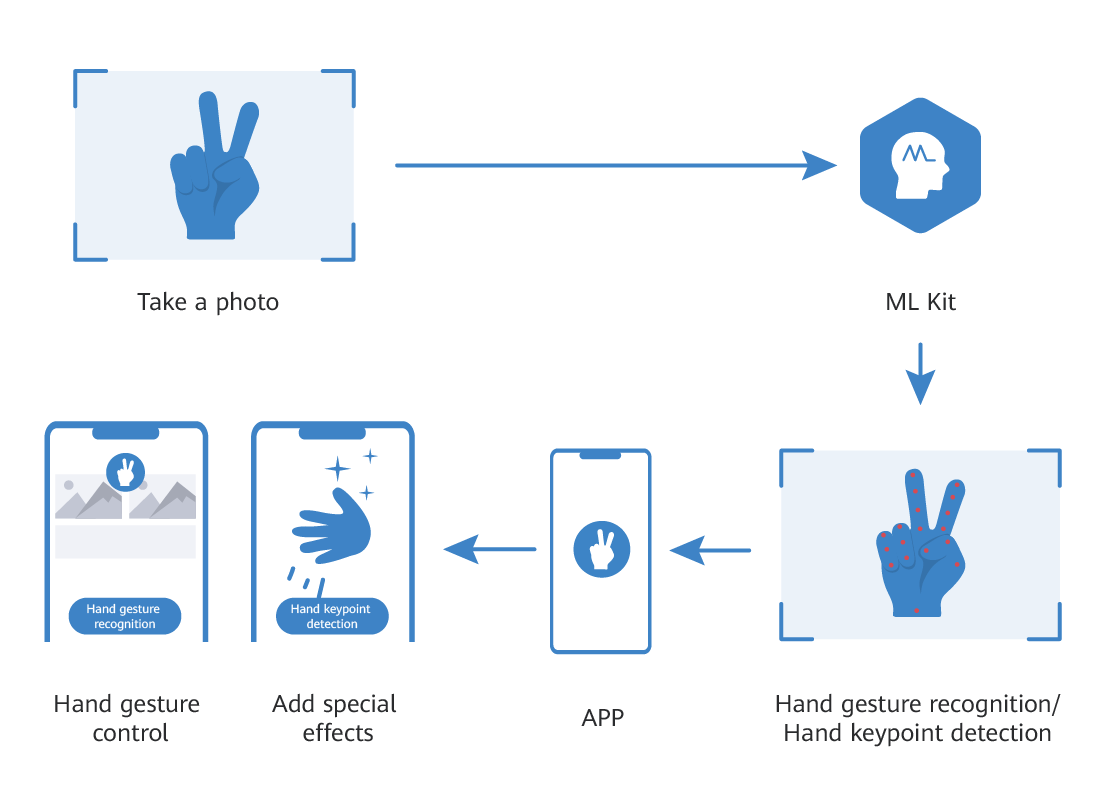 Take a photo
ML Kit
Hand gesture
recognition
Hand keypoint
detection
Hand gesture
control
Add special
effects
APP
Hand gesture recognition/
Hand keypoint detection